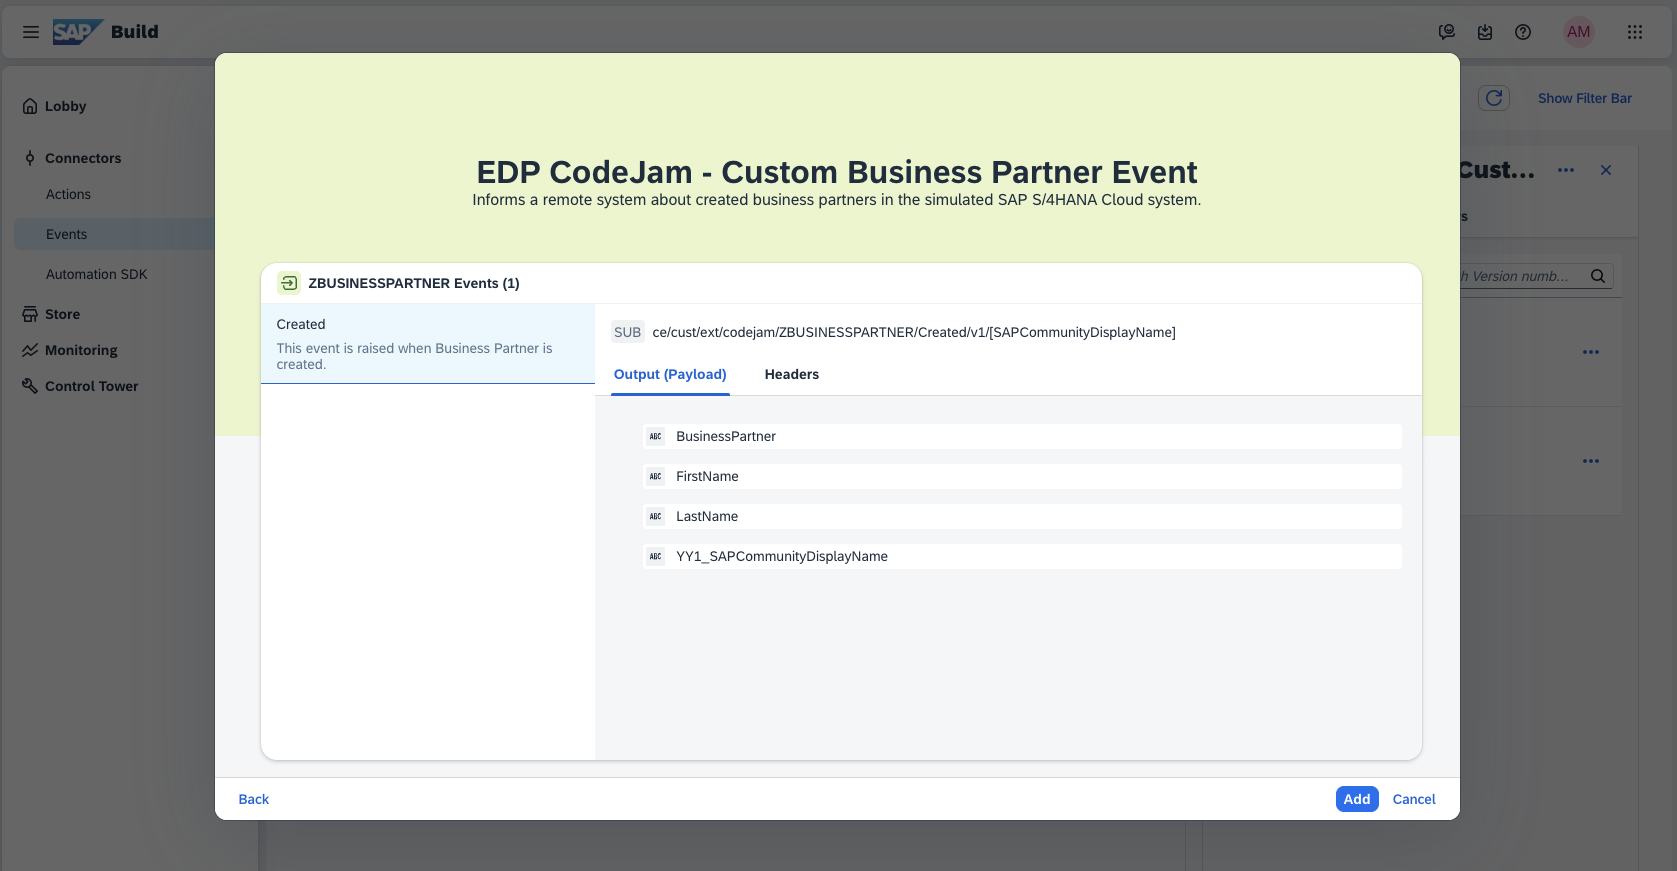 SAP Build
AM
Lobby
Connectors
Actions
Events
Automation SDK
Store
Monitoring
Control Tower
Show Filter Bar
Cust...
EDP CodeJam - Custom Business Partner Event
Informs a remote system about created business partners in the simulated SAP S/4HANA Cloud system.
ZBUSINESSPARTNER Events (1)
Created
This event is raised when Business Partner is
created.
SUB ce/cust/ext/codejam/ZBUSINESSPARTNER/Created/v1/[SAPCommunityDisplayName]
Output (Payload) Headers
ABC BusinessPartner
ABC FirstName
ABC LastName
ABC YY1_SAPCommunityDisplayName
Version numb...
Back
Add Cancel